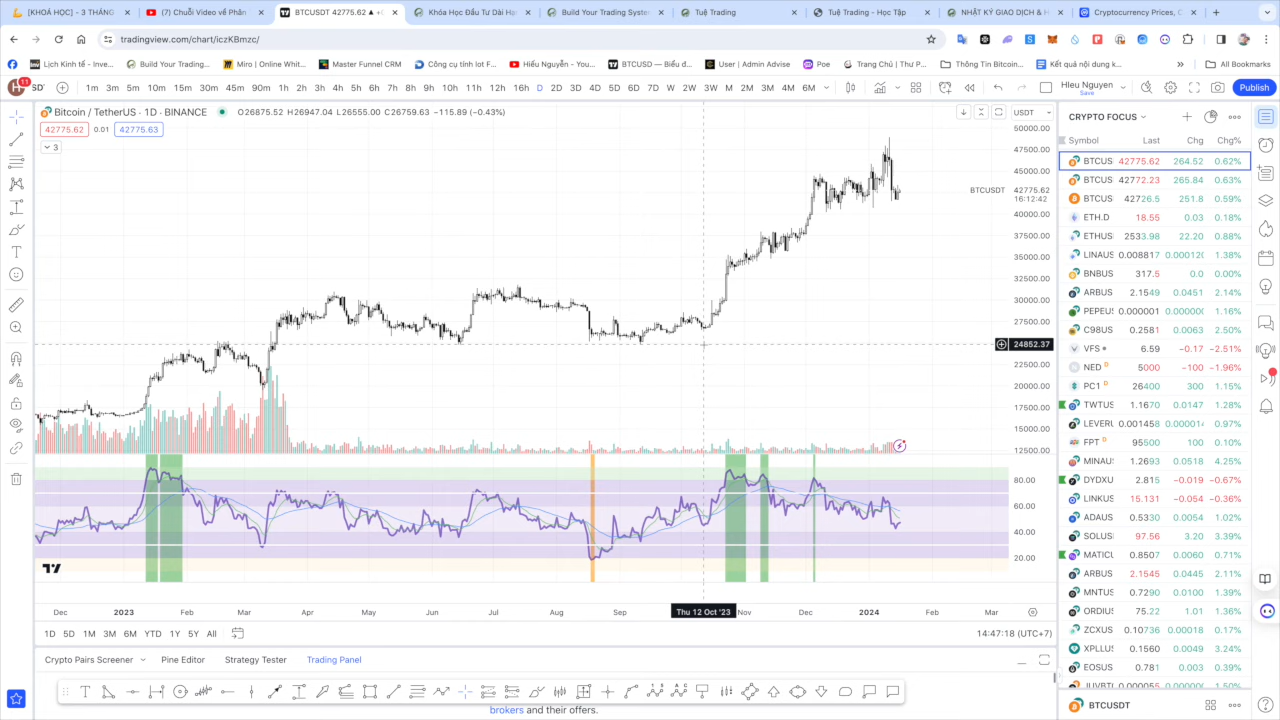 [KHOÁ HỌC] - 3 THÁNG
(7) Chuỗi Video về Phân
BTCUSDT 42775.62 ▲ +0
Khóa Học Đầu Tư Dài Hạn
Build Your Trading System
Tuệ Trading
Tuệ Trading - Học Tập
NHẬT KÝ GIAO DỊCH & H
Cryptocurrency Prices, C
tradingview.com/chart/iczKBmzc/
Lịch Kinh tế - Inve...
Build Your Trading...
Miro | Online Whit...
Master Funnel CRM
Công cụ tính lot F...
Hiếu Nguyễn - You...
BTCUSD — Biểu đ...
User | Admin Advise
Poe
Trang Chủ | Thư P...
Thông Tin Bitcoin...
Kết quả nội dung k...
All Bookmarks
H 11 SD'
1m 3m 5m 10m 15m 30m 45m 90m 1h 2h 3h 4h 5h 6h 7h 8h 9h 10h 11h 12h 16h D 2D 3D 4D 5D 6D 7D W 2W 3W M 2M 3M 4M 6M
HIeu Nguyen
Save
Publish
Bitcoin / TetherUS · 1D · BINANCE O26875.52 H26947.04 L26555.00 C26759.63 −115.89 (−0.43%)
42775.62 0.01 42775.63
3
USDT
50000.00
47500.00
45000.00
BTCUSDT 42775.62
16:12:42
40000.00
37500.00
35000.00
32500.00
30000.00
27500.00
24852.37
22500.00
20000.00
17500.00
15000.00
12500.00
80.00
60.00
40.00
20.00
Dec 2023 Feb Mar Apr May Jun Jul Aug Sep Thu 12 Oct '23 Nov Dec 2024 Feb Mar
1D 5D 1M 3M 6M YTD 1Y 5Y All
14:47:18 (UTC+7)
Crypto Pairs Screener
Pine Editor
Strategy Tester
Trading Panel
brokers and their offers.
CRYPTO FOCUS
Symbol Last Chg Chg%
BTCUS 42775.62 264.52 0.62%
BTCUS 42772.23 265.84 0.63%
BTCUS 42726.5 251.8 0.59%
ETH.D 18.55 0.03 0.18%
ETHUS 2533.98 22.20 0.88%
LINAUS 0.008817 0.000120 1.38%
BNBUS 317.5 0.0 0.00%
ARBUS 2.1549 0.0451 2.14%
PEPEUS 0.000001 0.000000 1.16%
C98US 0.2581 0.0063 2.50%
VFS 6.59 −0.17 −2.51%
NED D 5000 −100 −1.96%
PC1 D 26400 300 1.15%
TWTUS 1.1670 0.0147 1.28%
LEVERU 0.001458 0.000014 0.97%
FPT D 95500 100 0.10%
MINAUS 1.2693 0.0518 4.25%
DYDXU 2.815 −0.019 −0.67%
LINKUS 15.131 −0.054 −0.36%
ADAUS 0.5330 0.0054 1.02%
SOLUS 97.56 3.20 3.39%
MATICU 0.8507 0.0060 0.71%
ARBUS 2.1545 0.0445 2.11%
MNTUS 0.7290 0.0100 1.39%
ORDIUS 75.22 1.01 1.36%
ZCXUS 0.10736 0.00018 0.17%
XPLLUS 0.1560 0.0049 3.24%
EOSUS 0.781 0.003 0.39%
BTCUSDT